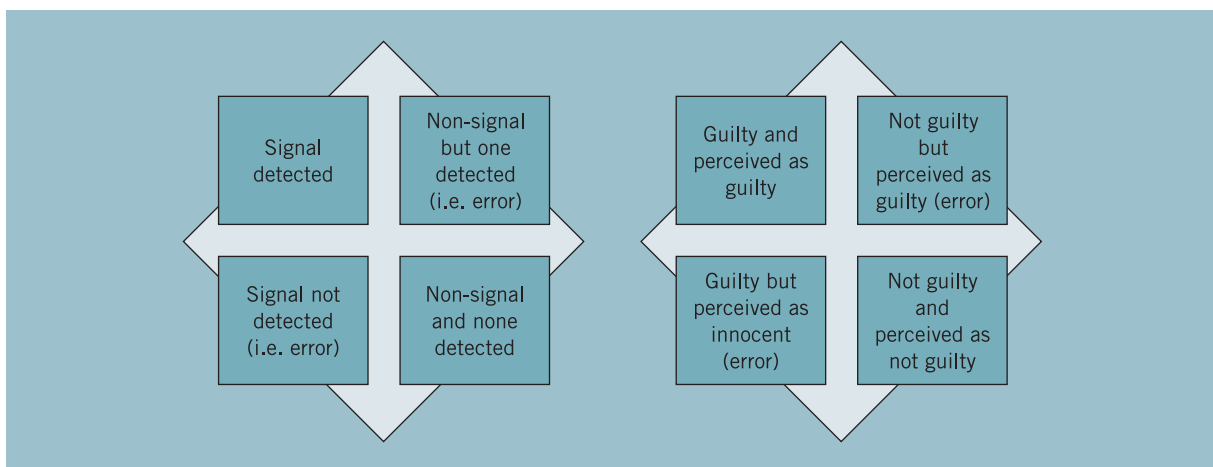 Signal
detected
Non-signal
but one
detected
(i.e. error)
Signal not
detected
(i.e. error)
Non-signal
and none
detected
Guilty and
perceived as
guilty
Not guilty
but
perceived as
guilty (error)
Guilty but
perceived as
innocent
(error)
Not guilty
and
perceived as
not guilty